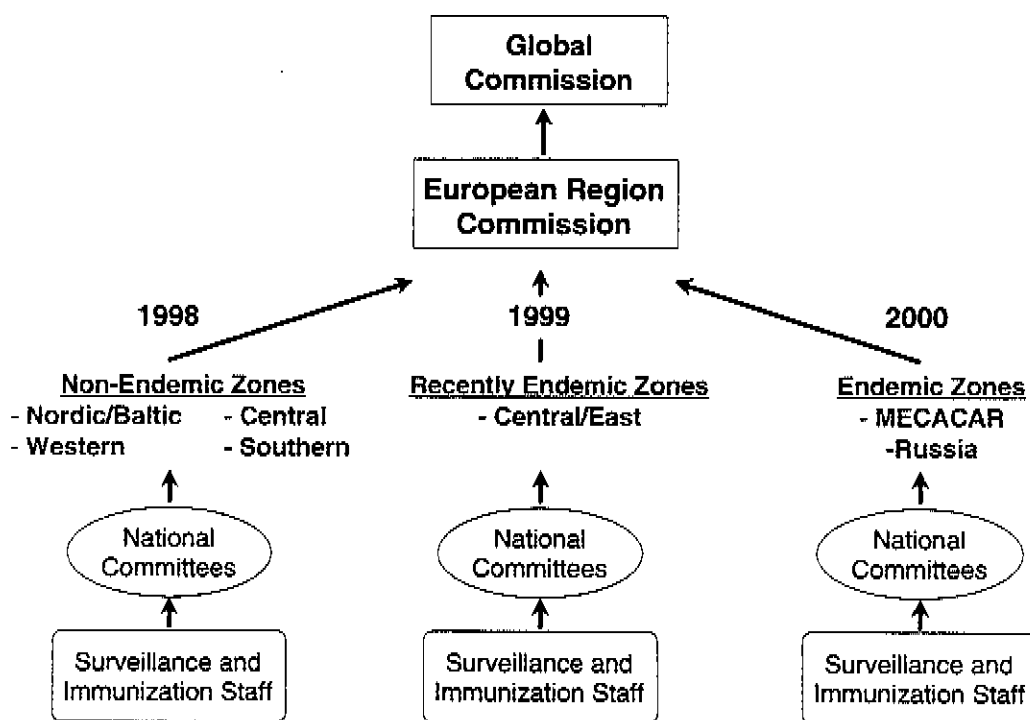 Global
Commission
European Region
Commission
1998
1999
2000
Non-Endemic Zones
- Nordic/Baltic - Central
- Western - Southern
Recently Endemic Zones
- Central/East
Endemic Zones
- MECACAR
-Russia
National
Committees
National
Committees
National
Committees
Surveillance and
Immunization Staff
Surveillance and
Immunization Staff
Surveillance and
Immunization Staff